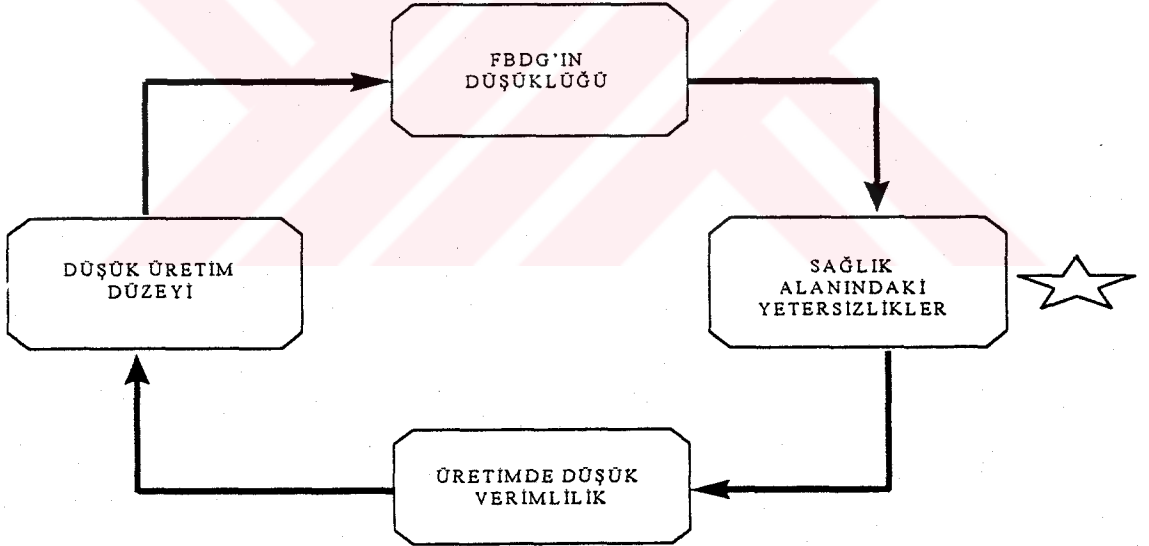 FBDG'IN
DÜŞÜKLÜĞÜ
DÜŞÜK ÜRETİM
DÜZEYİ
SAĞLIK
ALANINDAKİ
YETERSİZLİKLER
ÜRETİMDE DÜŞÜK
VERİMLİLİK